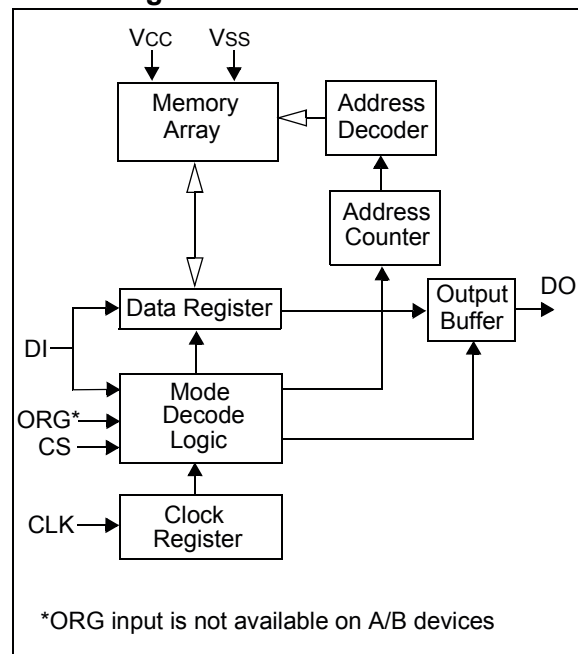 VCC
VSS
Memory
Array
Address
Decoder
Address
Counter
Data Register
Output
Buffer
DO
DI
Mode
Decode
Logic
ORG*
CS
CLK
Clock
Register
*ORG input is not available on A/B devices